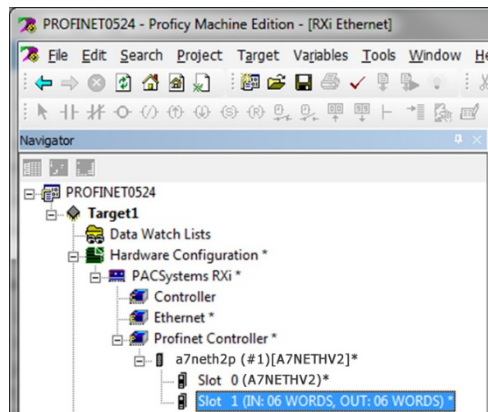 PROFINET0524 - Proficy Machine Edition - [RXi Ethernet]
File Edit Search Project Target Variables Tools Window He
Navigator
PROFINET0524
Target1
Data Watch Lists
Hardware Configuration *
PACSystems RXi *
Controller
Ethernet *
Profinet Controller *
a7neth2p (#1)[A7NETHV2]*
Slot 0 (A7NETHV2)*
Slot 1 (IN: 06 WORDS, OUT: 06 WORDS) *